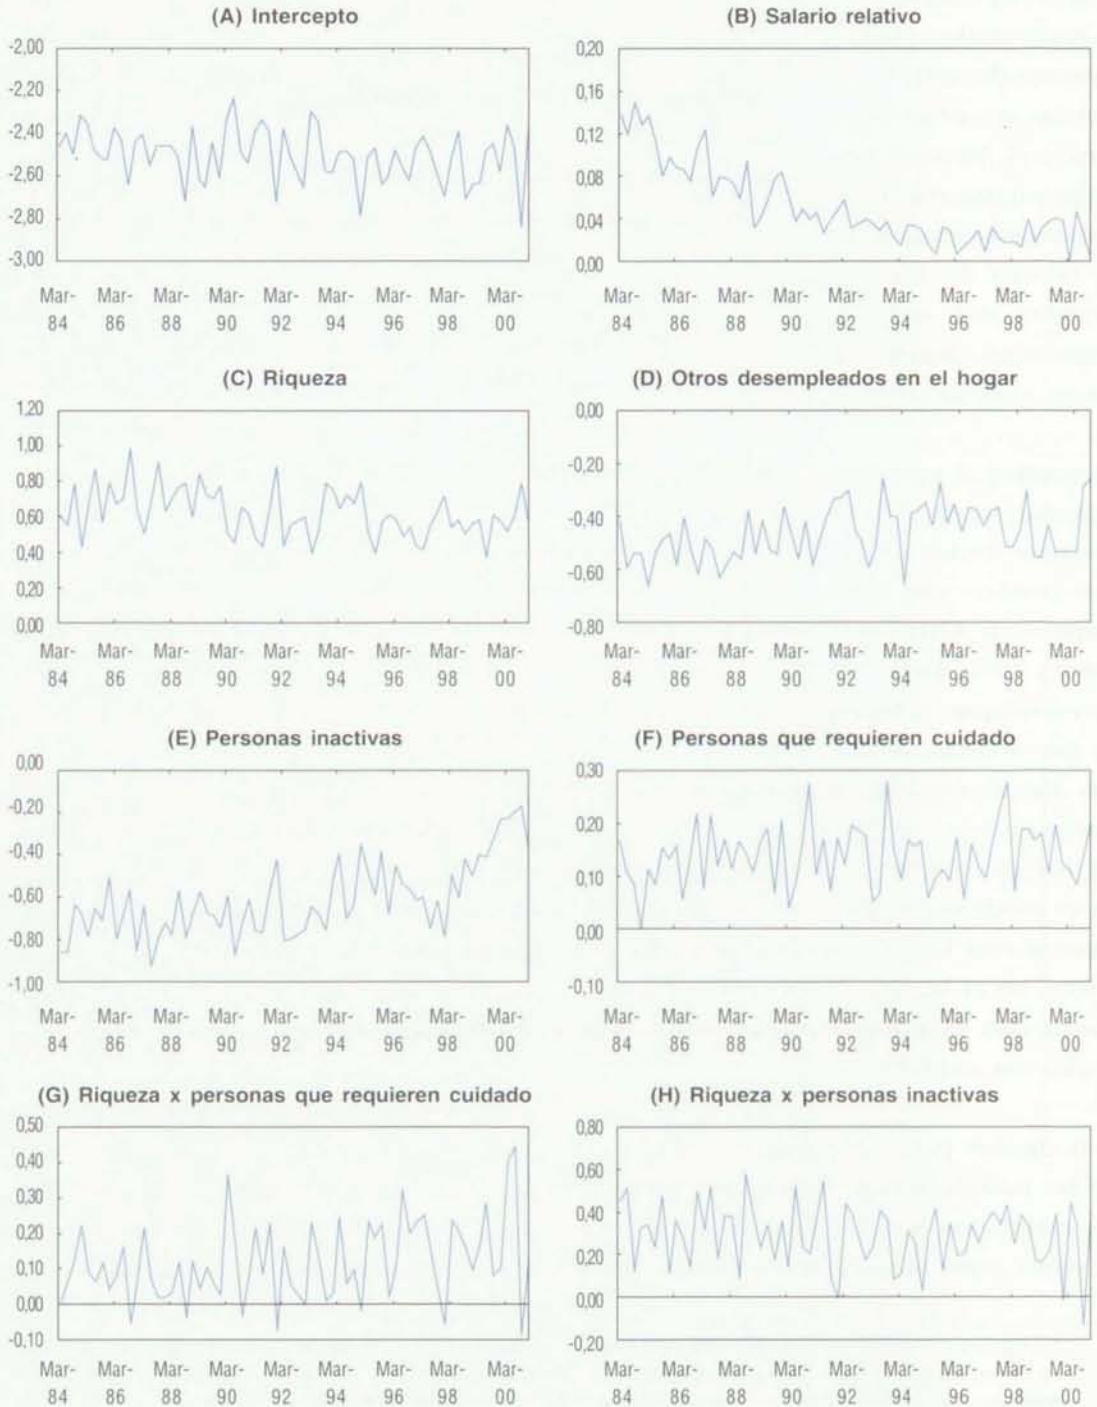 (A) Intercepto
-2,00
-2,20
-2,40
-2,60
-2,80
-3,00
Mar- Mar- Mar- Mar- Mar- Mar- Mar- Mar- Mar-
84 86 88 90 92 94 96 98 00
(B) Salario relativo
0,20
0,16
0,12
0,08
0,04
0,00
Mar- Mar- Mar- Mar- Mar- Mar- Mar- Mar- Mar-
84 86 88 90 92 94 96 98 00
(C) Riqueza
1,20
1,00
0,80
0,60
0,40
0,20
0,00
Mar- Mar- Mar- Mar- Mar- Mar- Mar- Mar- Mar-
84 86 88 90 92 94 96 98 00
(D) Otros desempleados en el hogar
0,00
-0,20
-0,40
-0,60
-0,80
Mar- Mar- Mar- Mar- Mar- Mar- Mar- Mar- Mar-
84 86 88 90 92 94 96 98 00
(E) Personas inactivas
0,00
-0,20
-0,40
-0,60
-0,80
-1,00
Mar- Mar- Mar- Mar- Mar- Mar- Mar- Mar- Mar-
84 86 88 90 92 94 96 98 00
(F) Personas que requieren cuidado
0,30
0,20
0,10
0,00
-0,10
Mar- Mar- Mar- Mar- Mar- Mar- Mar- Mar- Mar-
84 86 88 90 92 94 96 98 00
(G) Riqueza x personas que requieren cuidado
0,50
0,40
0,30
0,20
0,10
0,00
-0,10
Mar- Mar- Mar- Mar- Mar- Mar- Mar- Mar- Mar-
84 86 88 90 92 94 96 98 00
(H) Riqueza x personas inactivas
0,80
0,60
0,40
0,20
0,00
-0,20
Mar- Mar- Mar- Mar- Mar- Mar- Mar- Mar- Mar-
84 86 88 90 92 94 96 98 00